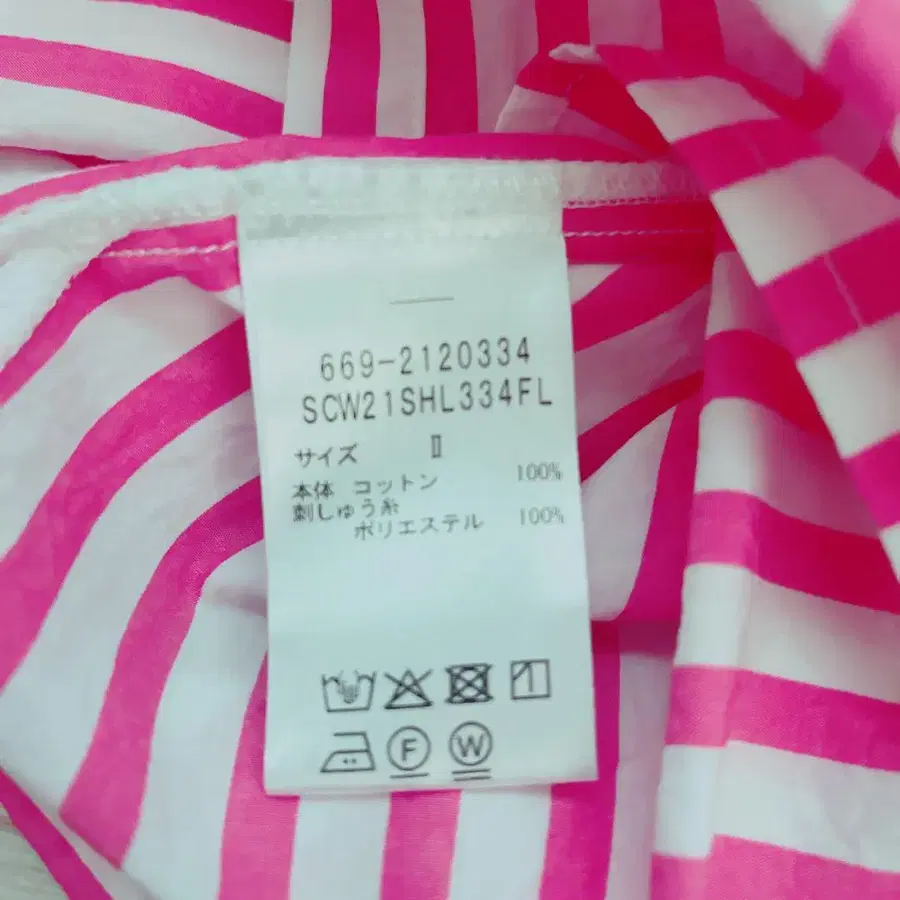 669-2120334
SCW21SHL334FL
サイズ Ⅱ
本体 コットン 100%
刺しゅう糸
ポリエステル 100%
F W